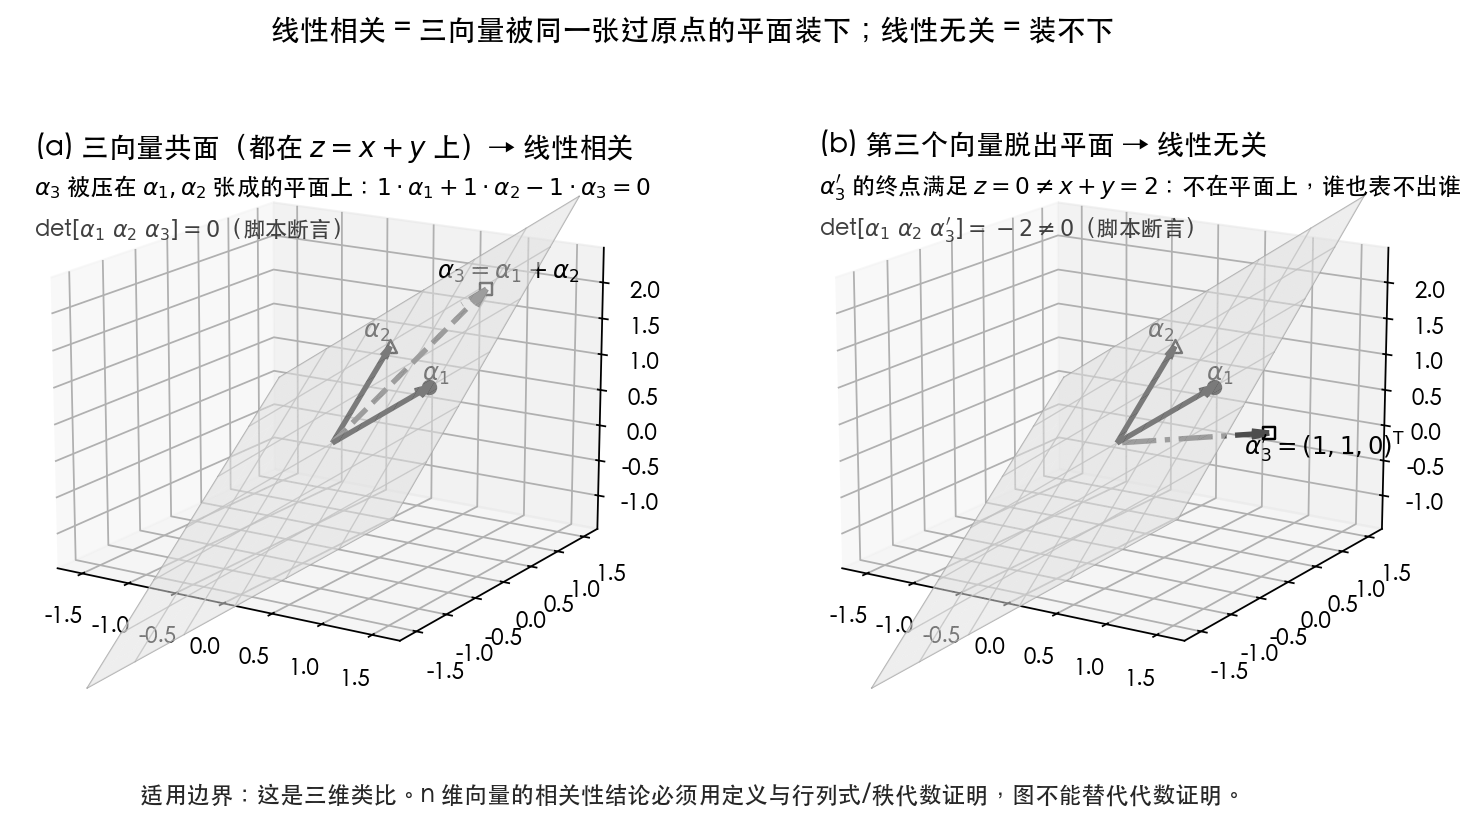 线性相关 = 三向量被同一张过原点的平面装下；线性无关 = 装不下
(a) 三向量共面（都在 z = x + y 上）→ 线性相关
α₃ 被压在 α₁, α₂ 张成的平面上：1 · α₁ + 1 · α₂ − 1 · α₃ = 0
det[α₁ α₂ α₃] = 0（脚本断言）
α₃ = α₁ + α₂
α₂
α₁
2.0
1.5
1.0
0.5
0.0
-0.5
-1.0
-1.5 -1.0 -0.5 0.0 0.5 1.0 1.5
-1.5 -1.0 -0.5 0.0 0.5 1.0 1.5
(b) 第三个向量脱出平面 → 线性无关
α₃′ 的终点满足 z = 0 ≠ x + y = 2：不在平面上，谁也表不出谁
det[α₁ α₂ α₃′] = −2 ≠ 0（脚本断言）
α₂
α₁
α₃′ = (1, 1, 0)ᵀ
2.0
1.5
1.0
0.5
0.0
-0.5
-1.0
-1.5 -1.0 -0.5 0.0 0.5 1.0 1.5
-1.5 -1.0 -0.5 0.0 0.5 1.0 1.5
适用边界：这是三维类比。n 维向量的相关性结论必须用定义与行列式/秩代数证明，图不能替代代数证明。